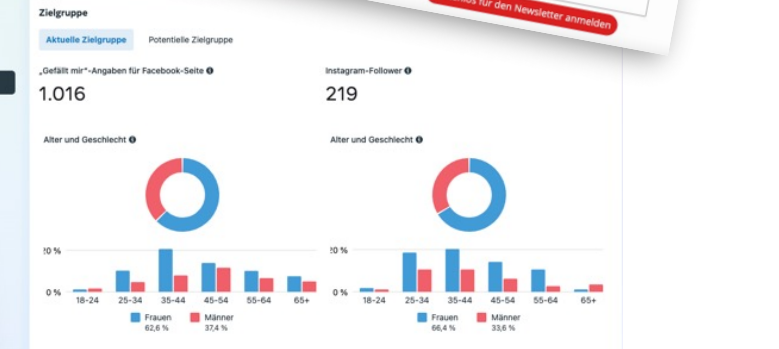 für den Newsletter anmelden
Zielgruppe
Aktuelle Zielgruppe Potentielle Zielgruppe
„Gefällt mir"-Angaben für Facebook-Seite
Instagram-Follower
1.016
219
Alter und Geschlecht
Alter und Geschlecht
0 %
0 %
18-24 25-34 35-44 45-54 55-64 65+
Frauen Männer
62,6 % 37,4 %
0 %
0 %
18-24 25-34 35-44 45-54 55-64 65+
Frauen Männer
66,4 % 33,6 %